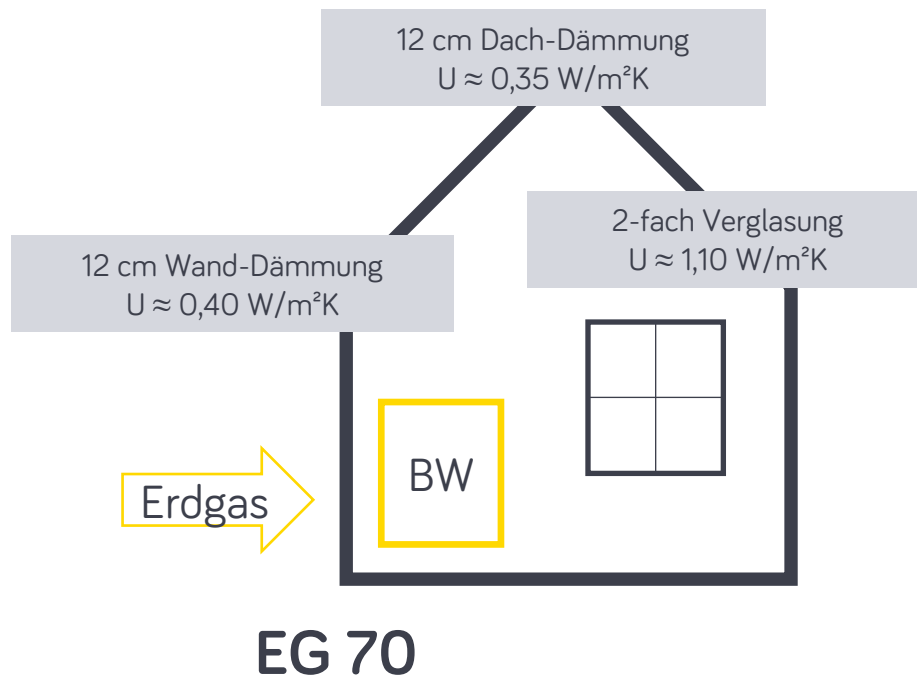 12 cm Dach-Dämmung
U ≈ 0,35 W/m²K
2-fach Verglasung
U ≈ 1,10 W/m²K
12 cm Wand-Dämmung
U ≈ 0,40 W/m²K
BW
Erdgas
EG 70